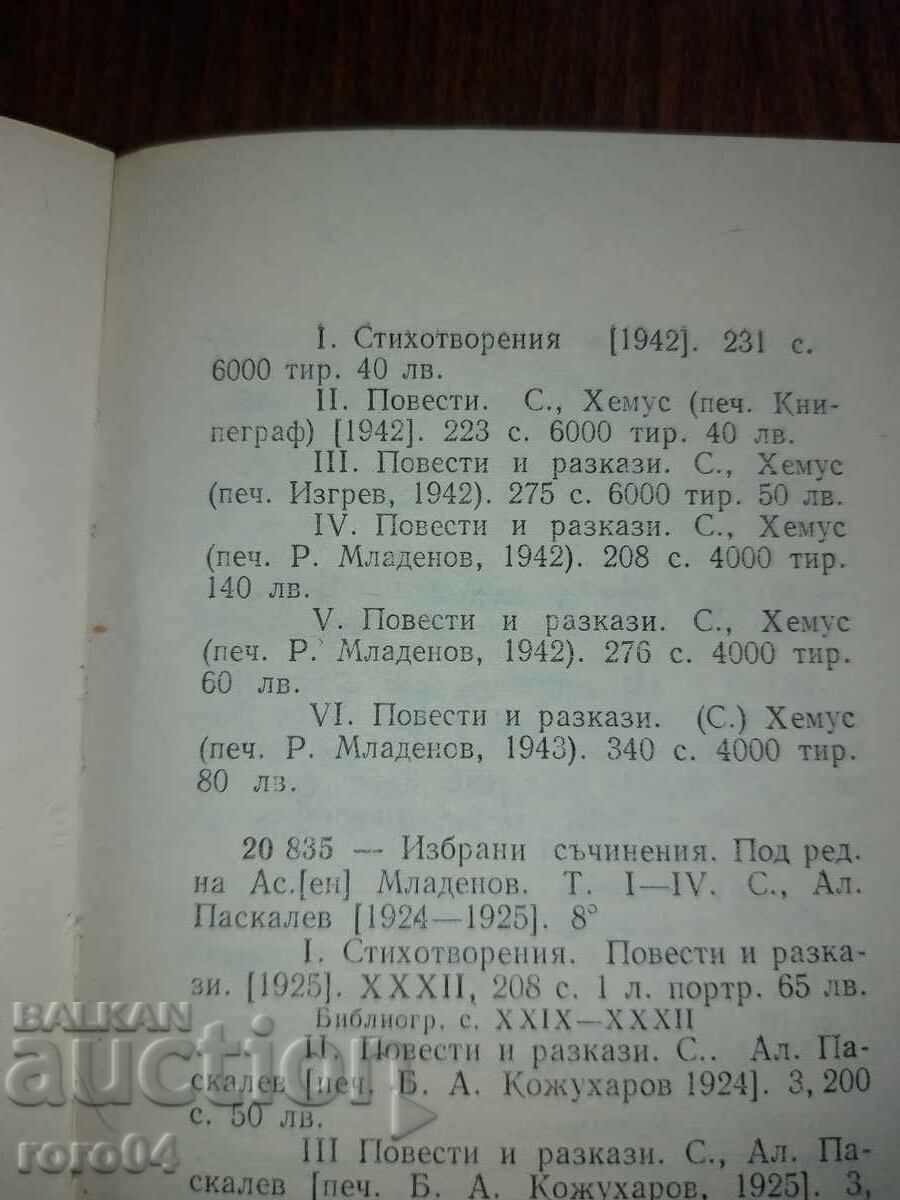 I. Стихотворения [1942]. 231 с.
6000 тир. 40 лв.
II. Повести. С., Хемус (печ. Кни-
пеграф) [1942]. 223 с. 6000 тир. 40 лв.
III. Повести и разкази. С., Хемус
(печ. Изгрев, 1942). 275 с. 6000 тир. 50 лв.
IV. Повести и разкази. С., Хемус
(печ. Р. Младенов, 1942). 208 с. 4000 тир.
140 лв.
V. Повести и разкази. С., Хемус
(печ. Р. Младенов, 1942). 276 с. 4000 тир.
60 лв.
VI. Повести и разкази. (С.) Хемус
(печ. Р. Младенов, 1943). 340 с. 4000 тир.
80 лв.
20 835 — Избрани съчинения. Под ред.
на Ас.[ен] Младенов. Т. I—IV. С., Ал.
Паскалев [1924—1925]. 8°
I. Стихотворения. Повести и разка-
зи. [1925]. XXXII, 208 с. 1 л. портр. 65 лв.
Библиогр. с. XXIX—XXXII
II. Повести и разкази. С.. Ал. Па-
скалев [печ. Б. А. Кожухаров 1924]. 3, 200
с. 50 лв.
III Повести и разкази. С., Ал. Па-
скалев [печ. Б. А. Кожухаров, 1925]. 3,
BALKAN
auction
roro04